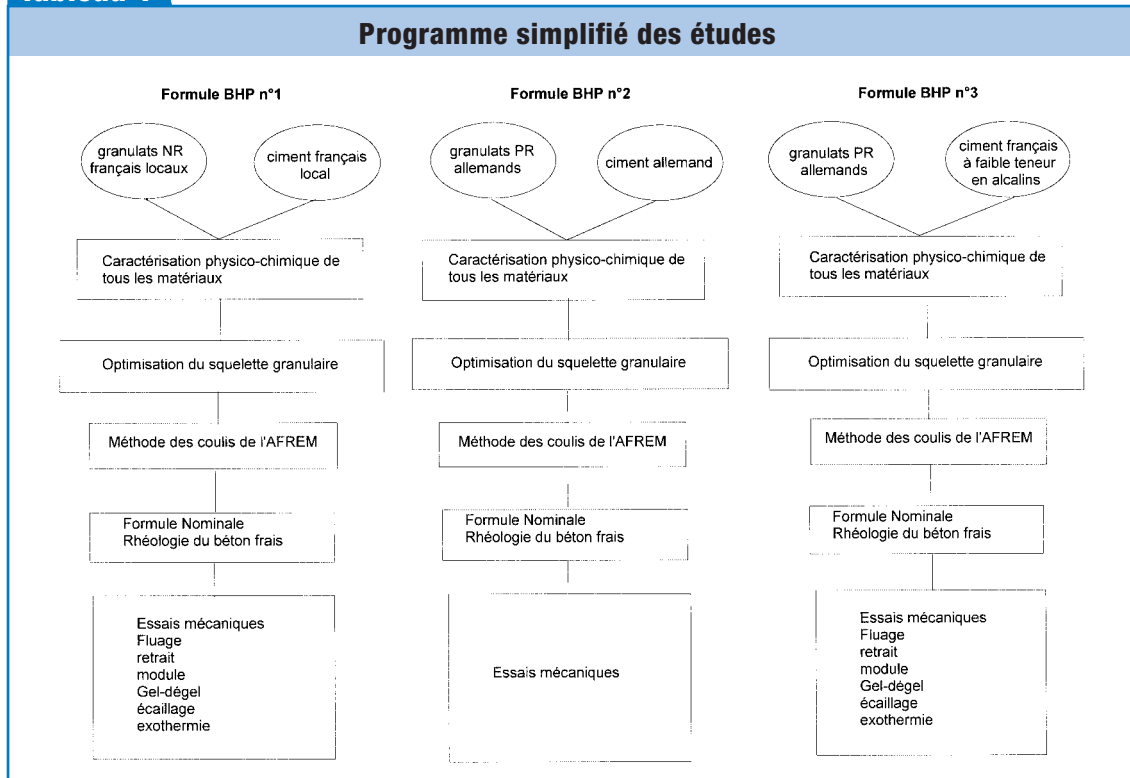 Programme simplifié des études
Formule BHP n°1
granulats NR
français locaux
ciment français
local
Caractérisation physico-chimique de
tous les matériaux
Optimisation du squelette granulaire
Méthode des coulis de l'AFREM
Formule Nominale
Rhéologie du béton frais
Essais mécaniques
Fluage
retrait
module
Gel-dégel
écaillage
exothermie
Formule BHP n°2
granulats PR
allemands
ciment allemand
Caractérisation physico-chimique de
tous les matériaux
Optimisation du squelette granulaire
Méthode des coulis de l'AFREM
Formule Nominale
Rhéologie du béton frais
Essais mécaniques
Formule BHP n°3
granulats PR
allemands
ciment français
à faible teneur
en alcalins
Caractérisation physico-chimique de
tous les matériaux
Optimisation du squelette granulaire
Méthode des coulis de l'AFREM
Formule Nominale
Rhéologie du béton frais
Essais mécaniques
Fluage
retrait
module
Gel-dégel
écaillage
exothermie